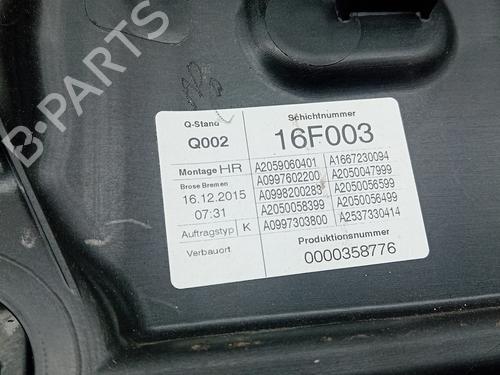 B-PARTS
Q-Stand
Schichtnummer
Q002
16F003
Montage HR
A2059060401
A1667230094
Brose Bremen
A0997602200
A2050047999
16.12.2015
A0998200283
A2050056599
07:31
A2050058399
A2050056499
Auftragstyp K
A0997303800
A2537330414
Verbauort
Produktionsnummer
0000358776